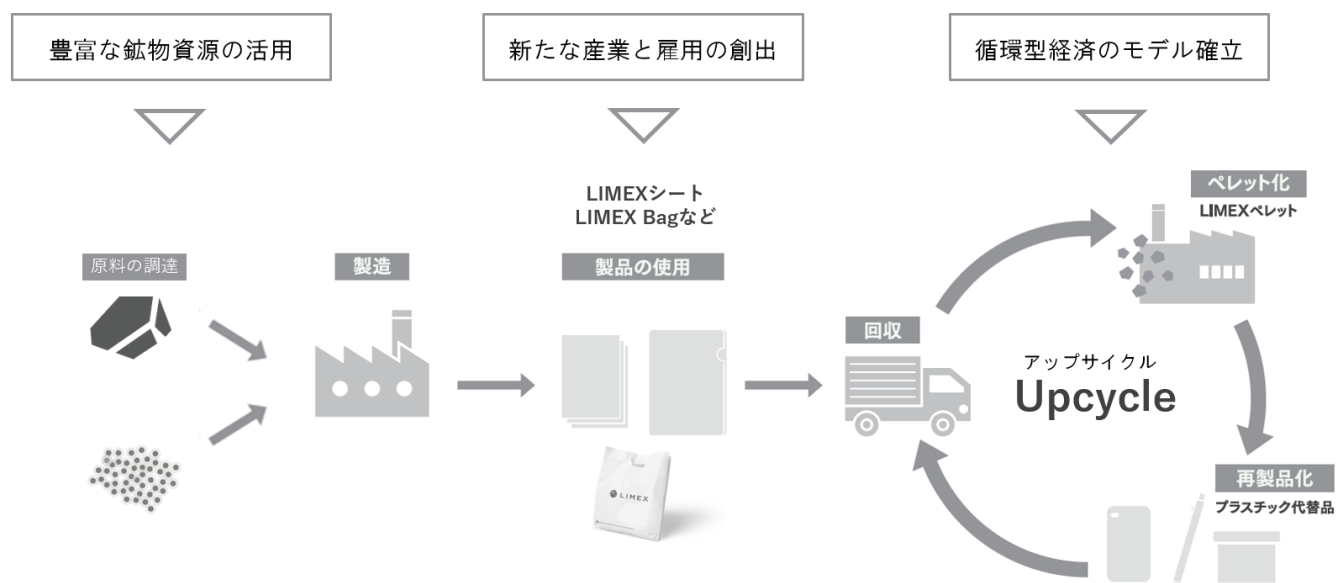 豊富な鉱物資源の活用
新たな産業と雇用の創出
循環型経済のモデル確立
LIMEXシート
LIMEX Bagなど
ペレット化
LIMEXペレット
原料の調達
製造
製品の使用
回収
アップサイクル
Upcycle
LIMEX
再製品化
プラスチック代替品